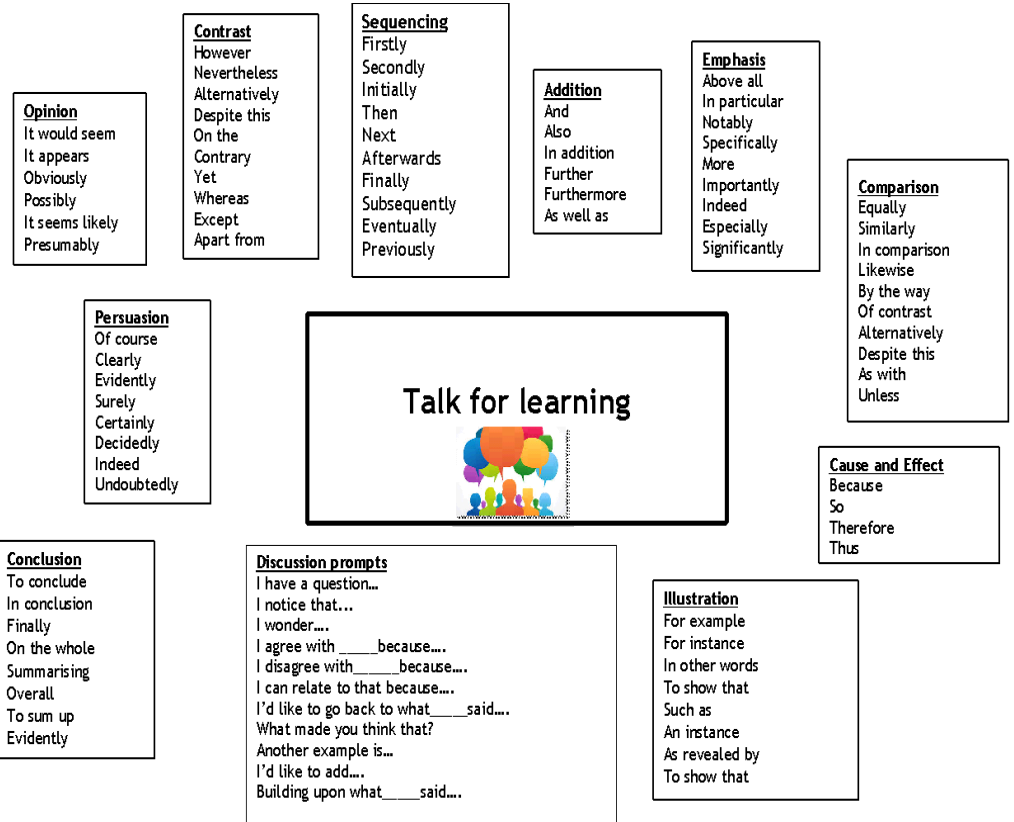 Opinion
It would seem
It appears
Obviously
Possibly
It seems likely
Presumably
Contrast
However
Nevertheless
Alternatively
Despite this
On the
Contrary
Yet
Whereas
Except
Apart from
Sequencing
Firstly
Secondly
Initially
Then
Next
Afterwards
Finally
Subsequently
Eventually
Previously
Addition
And
Also
In addition
Further
Furthermore
As well as
Emphasis
Above all
In particular
Notably
Specifically
More
Importantly
Indeed
Especially
Significantly
Comparison
Equally
Similarly
In comparison
Likewise
By the way
Of contrast
Alternatively
Despite this
As with
Unless
Persuasion
Of course
Clearly
Evidently
Surely
Certainly
Decidedly
Indeed
Undoubtedly
Talk for learning
Cause and Effect
Because
So
Therefore
Thus
Conclusion
To conclude
In conclusion
Finally
On the whole
Summarising
Overall
To sum up
Evidently
Discussion prompts
I have a question…
I notice that...
I wonder….
I agree with _____because….
I disagree with______because….
I can relate to that because….
I'd like to go back to what_____said….
What made you think that?
Another example is…
I'd like to add….
Building upon what_____said….
Illustration
For example
For instance
In other words
To show that
Such as
An instance
As revealed by
To show that